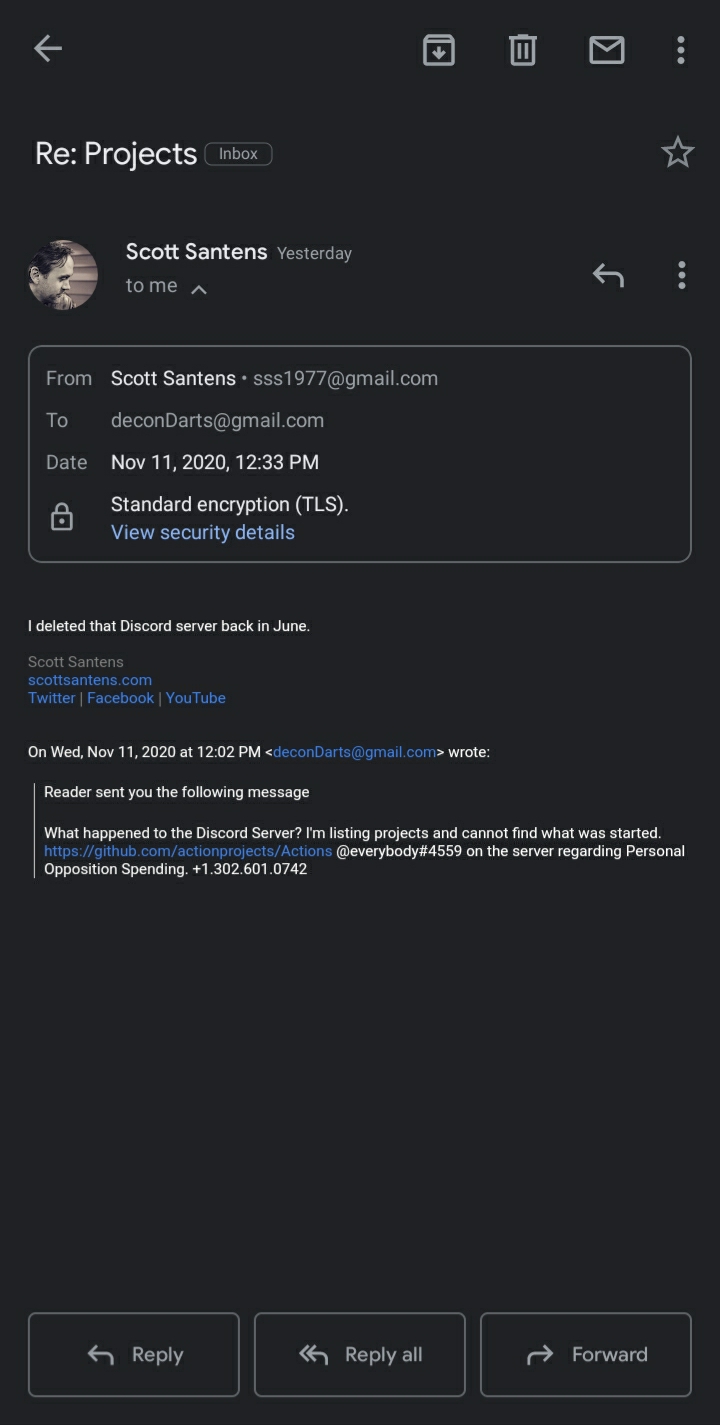 Re: Projects Inbox
Scott Santens Yesterday
to me
From Scott Santens • sss1977@gmail.com
To deconDarts@gmail.com
Date Nov 11, 2020, 12:33 PM
Standard encryption (TLS).
View security details
I deleted that Discord server back in June.
Scott Santens
scottsantens.com
Twitter | Facebook | YouTube
On Wed, Nov 11, 2020 at 12:02 PM <deconDarts@gmail.com> wrote:
Reader sent you the following message
What happened to the Discord Server? I'm listing projects and cannot find what was started.
https://github.com/actionprojects/Actions @everybody#4559 on the server regarding Personal
Opposition Spending. +1.302.601.0742
Reply Reply all Forward